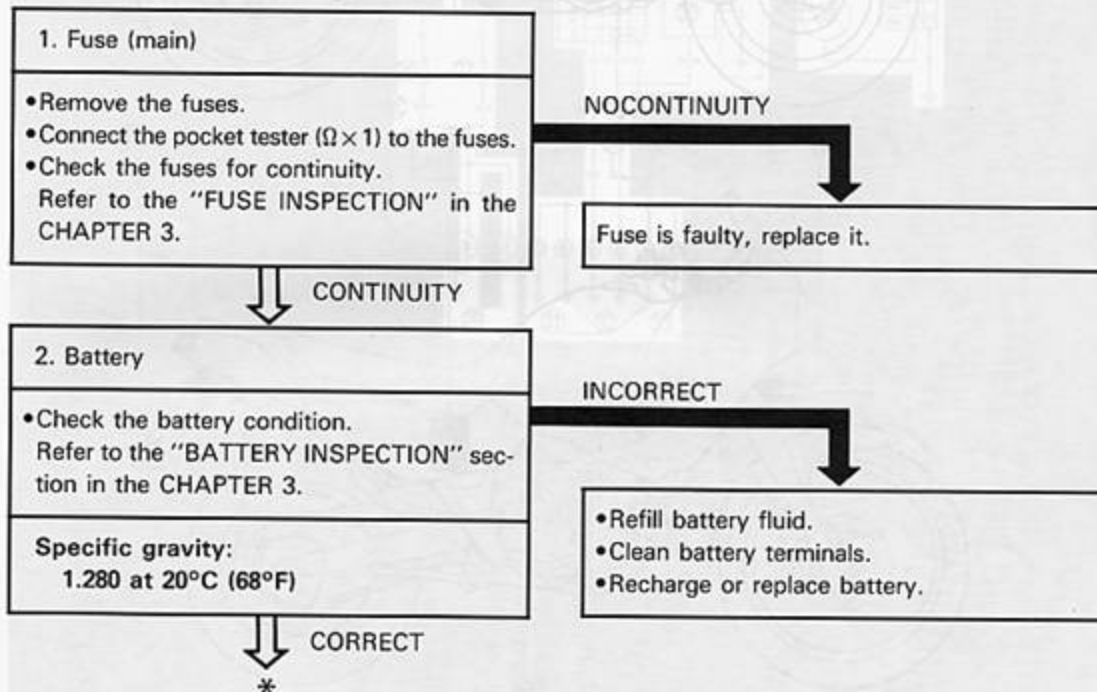 1. Fuse (main)
•Remove the fuses.
•Connect the pocket tester (Ω×1) to the fuses.
•Check the fuses for continuity.
Refer to the "FUSE INSPECTION" in the
CHAPTER 3.
NOCONTINUITY
Fuse is faulty, replace it.
CONTINUITY
2. Battery
•Check the battery condition.
Refer to the "BATTERY INSPECTION" sec-
tion in the CHAPTER 3.
Specific gravity:
1.280 at 20°C (68°F)
INCORRECT
•Refill battery fluid.
•Clean battery terminals.
•Recharge or replace battery.
CORRECT
*